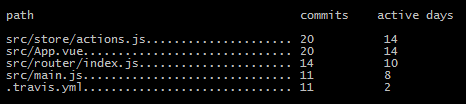 path commits active days
src/store/actions.js...................... 20 14
src/App.vue............................... 20 14
src/router/index.js....................... 14 10
src/main.js............................... 11 8
.travis.yml............................... 11 2